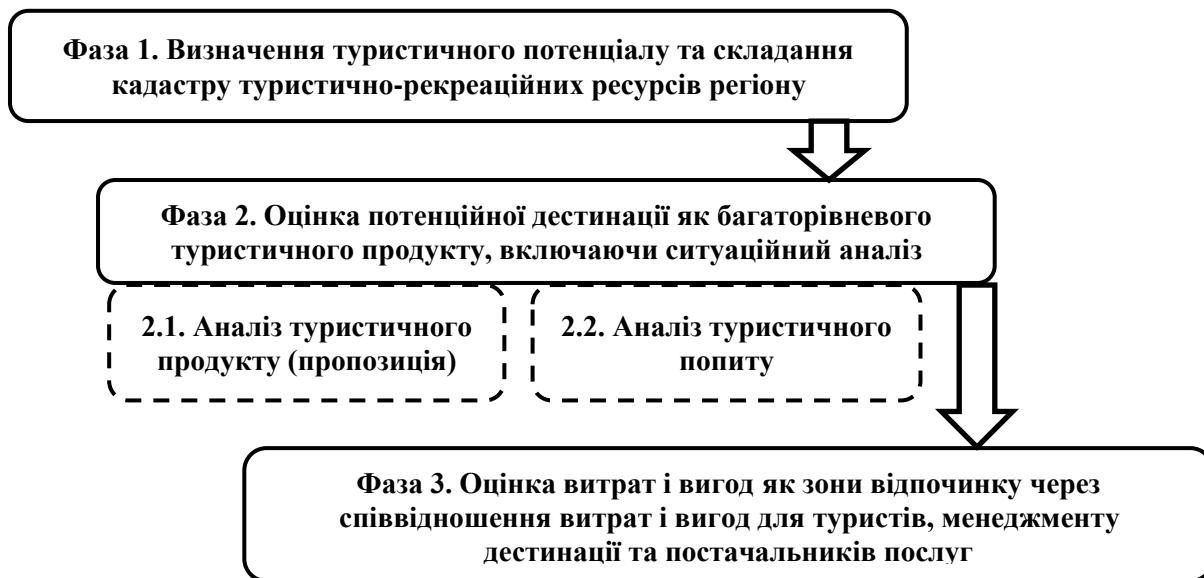 Фаза 1. Визначення туристичного потенціалу та складання
кадастру туристично-рекреаційних ресурсів регіону
Фаза 2. Оцінка потенційної дестинації як багаторівневого
туристичного продукту, включаючи ситуаційний аналіз
2.1. Аналіз туристичного
продукту (пропозиція)
2.2. Аналіз туристичного
попиту
Фаза 3. Оцінка витрат і вигод як зони відпочинку через
співвідношення витрат і вигод для туристів, менеджменту
дестинації та постачальників послуг